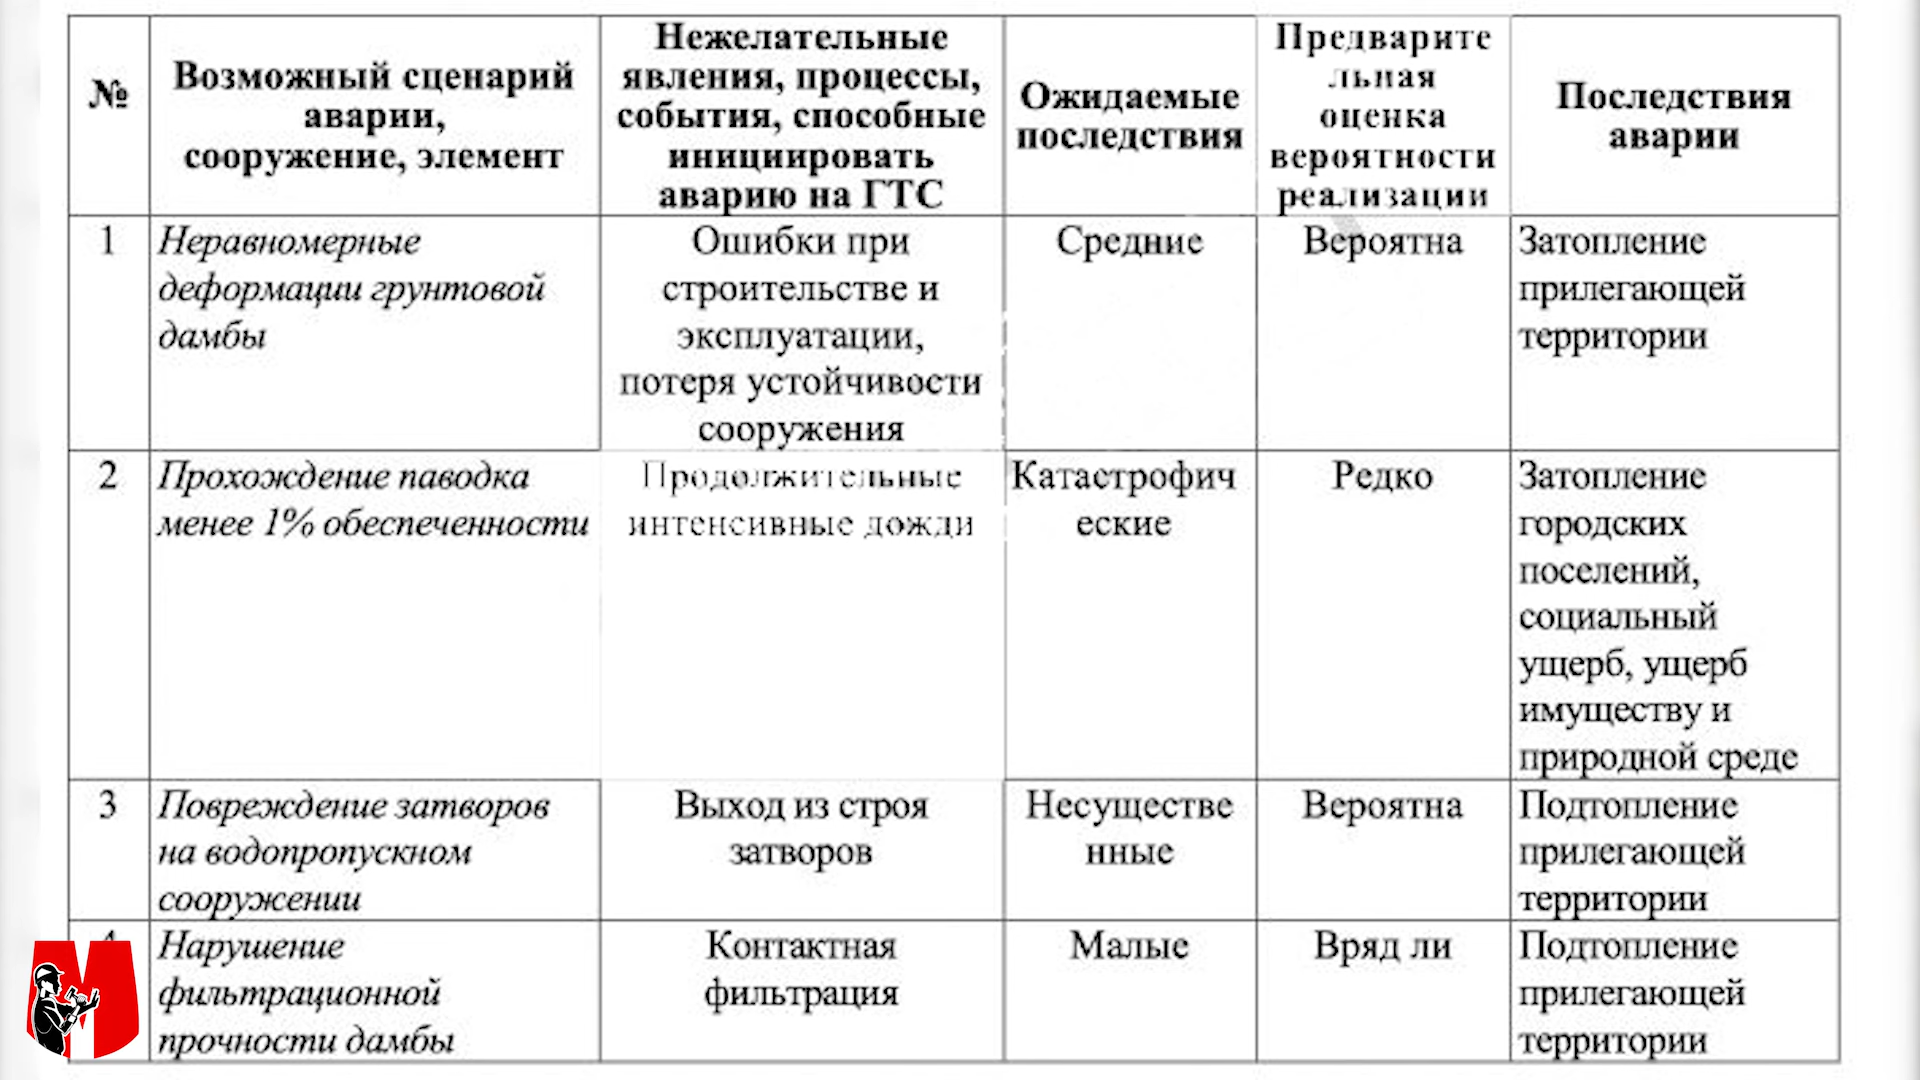 №
Возможный сценарий
аварии,
сооружение, элемент
Нежелательные
явления, процессы,
события, способные
инициировать
аварию на ГТС
Ожидаемые
последствия
Предварите
льная
оценка
вероятности
реализации
Последствия
аварии
1
Неравномерные
деформации грунтовой
дамбы
Ошибки при
строительстве и
эксплуатации,
потеря устойчивости
сооружения
Средние
Вероятна
Затопление
прилегающей
территории
2
Прохождение паводка
менее 1% обеспеченности
Продолжительные
интенсивные дожди
Катастрофич
еские
Редко
Затопление
городских
поселений,
социальный
ущерб, ущерб
имуществу и
природной среде
3
Повреждение затворов
на водопропускном
сооружении
Выход из строя
затворов
Несуществе
нные
Вероятна
Подтопление
прилегающей
территории
Нарушение
фильтрационной
прочности дамбы
Контактная
фильтрация
Малые
Вряд ли
Подтопление
прилегающей
территории